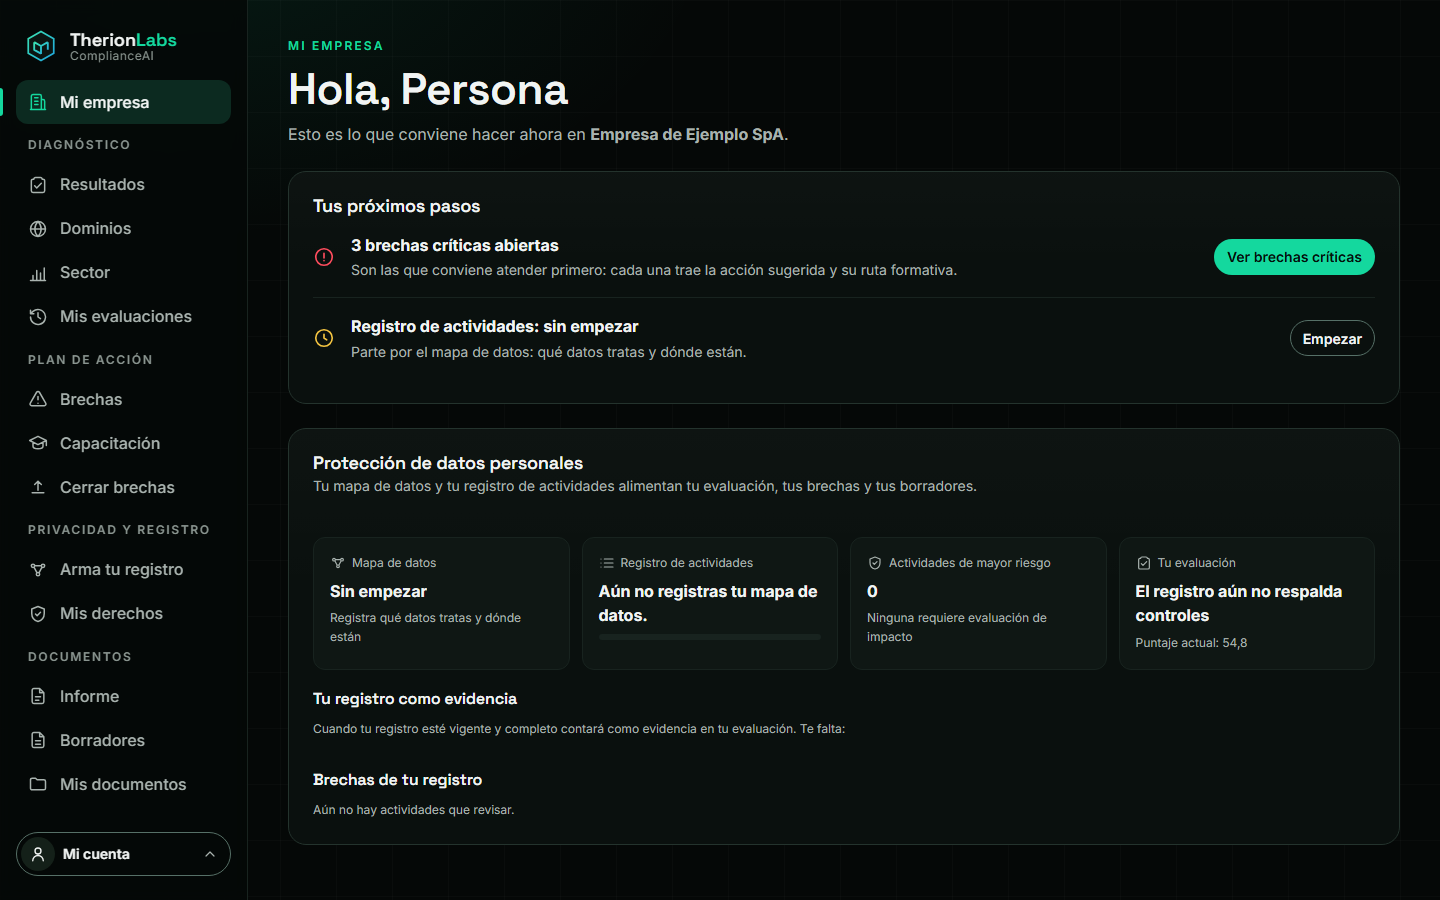 TherionLabs
ComplianceAI
Mi empresa
DIAGNÓSTICO
Resultados
Dominios
Sector
Mis evaluaciones
PLAN DE ACCIÓN
Brechas
Capacitación
Cerrar brechas
PRIVACIDAD Y REGISTRO
Arma tu registro
Mis derechos
DOCUMENTOS
Informe
Borradores
Mis documentos
Mi cuenta
MI EMPRESA
Hola, Persona
Esto es lo que conviene hacer ahora en Empresa de Ejemplo SpA.
Tus próximos pasos
3 brechas críticas abiertas
Son las que conviene atender primero: cada una trae la acción sugerida y su ruta formativa.
Ver brechas críticas
Registro de actividades: sin empezar
Parte por el mapa de datos: qué datos tratas y dónde están.
Empezar
Protección de datos personales
Tu mapa de datos y tu registro de actividades alimentan tu evaluación, tus brechas y tus borradores.
Mapa de datos
Sin empezar
Registra qué datos tratas y dónde
están
Registro de actividades
Aún no registras tu mapa de
datos.
Actividades de mayor riesgo
0
Ninguna requiere evaluación de
impacto
Tu evaluación
El registro aún no respalda
controles
Puntaje actual: 54,8
Tu registro como evidencia
Cuando tu registro esté vigente y completo contará como evidencia en tu evaluación. Te falta:
Brechas de tu registro
Aún no hay actividades que revisar.